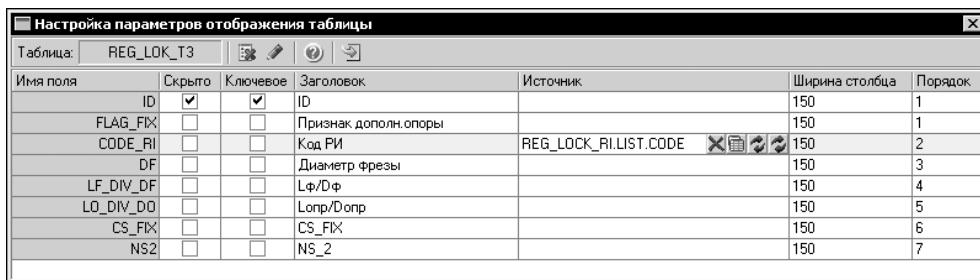 Настройка параметров отображения таблицы
Таблица: REG_LOK_T3
Имя поля Скрыто Ключевое Заголовок Источник Ширина столбца Порядок
ID ID 150 1
FLAG_FIX Признак дополн.опоры 150 1
CODE_RI Код РИ REG_LOCK_RI.LIST.CODE 150 2
DF Диаметр фрезы 150 3
LF_DIV_DF Lф/Dф 150 4
LO_DIV_DO Lопр/Dопр 150 5
CS_FIX CS_FIX 150 6
NS2 NS_2 150 7